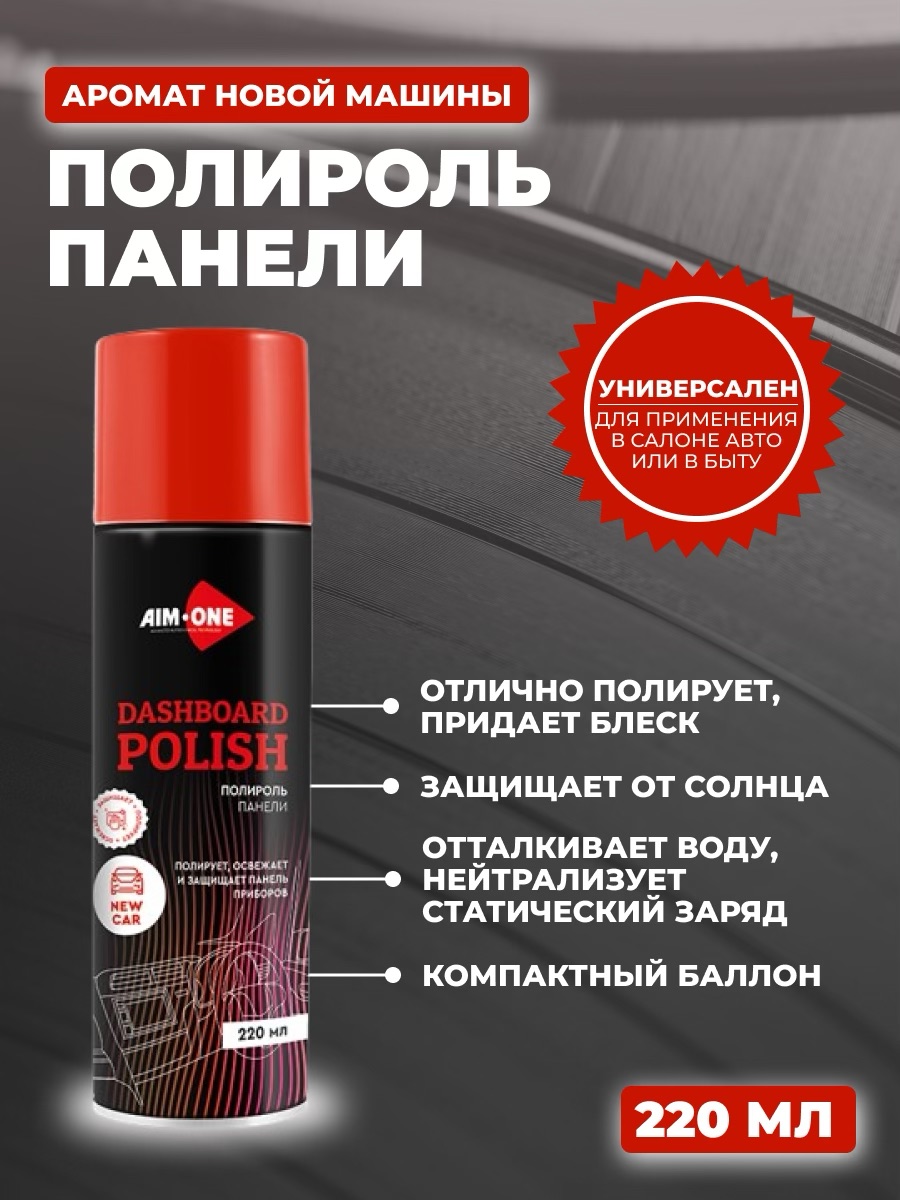 АРОМАТ НОВОЙ МАШИНЫ
ПОЛИРОЛЬ
ПАНЕЛИ
УНИВЕРСАЛЕН
ДЛЯ ПРИМЕНЕНИЯ
В САЛОНЕ АВТО
ИЛИ В БЫТУ
AIM·ONE
DASHBOARD
POLISH
ПОЛИРОЛЬ
ПАНЕЛИ
ПОЛИРУЕТ, ОСВЕЖАЕТ
И ЗАЩИЩАЕТ ПАНЕЛЬ
ПРИБОРОВ
NEW
CAR
220 мл
ОТЛИЧНО ПОЛИРУЕТ,
ПРИДАЕТ БЛЕСК
ЗАЩИЩАЕТ ОТ СОЛНЦА
ОТТАЛКИВАЕТ ВОДУ,
НЕЙТРАЛИЗУЕТ
СТАТИЧЕСКИЙ ЗАРЯД
КОМПАКТНЫЙ БАЛЛОН
220 МЛ